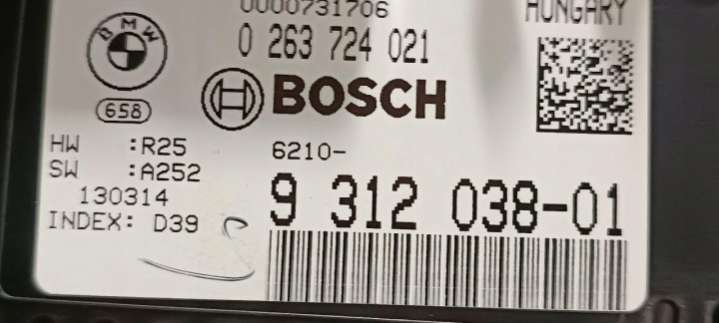 0000731706
HUNGARY
BMW
0 263 724 021
658
BOSCH
HW :R25
SW :A252
130314
INDEX: D39
6210-
9 312 038-01